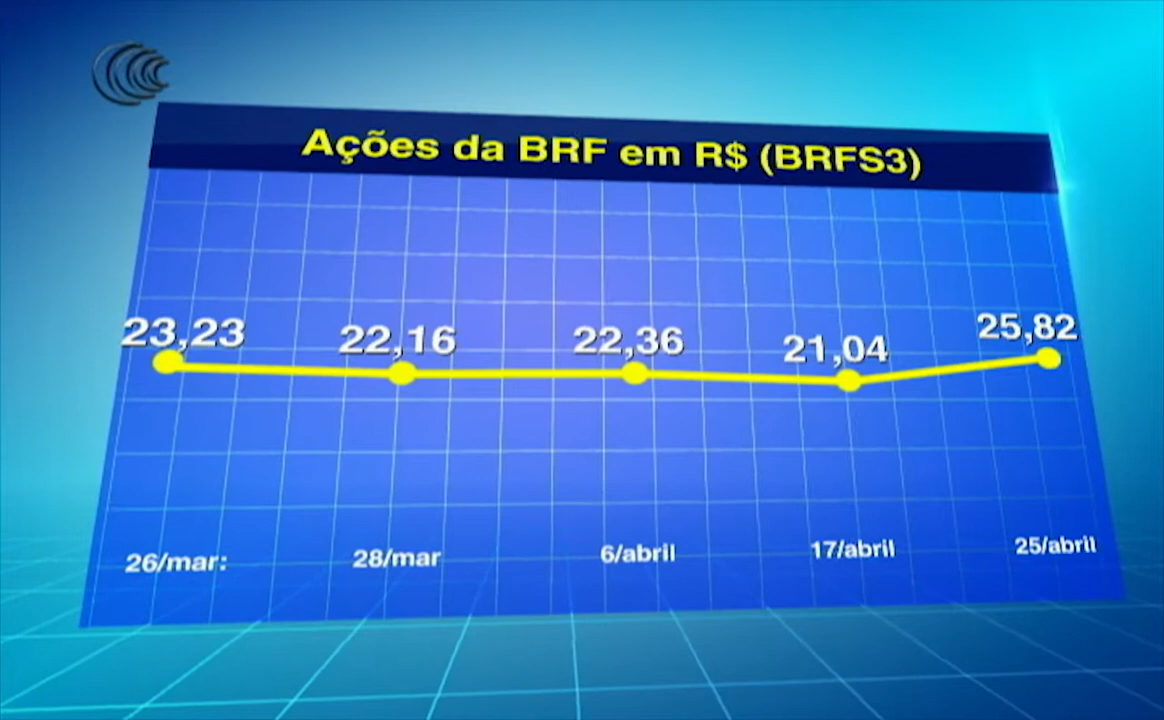 Ações da BRF em R$ (BRFS3)
23,23 22,16 22,36 21,04 25,82
26/mar: 28/mar 6/abril 17/abril 25/abril